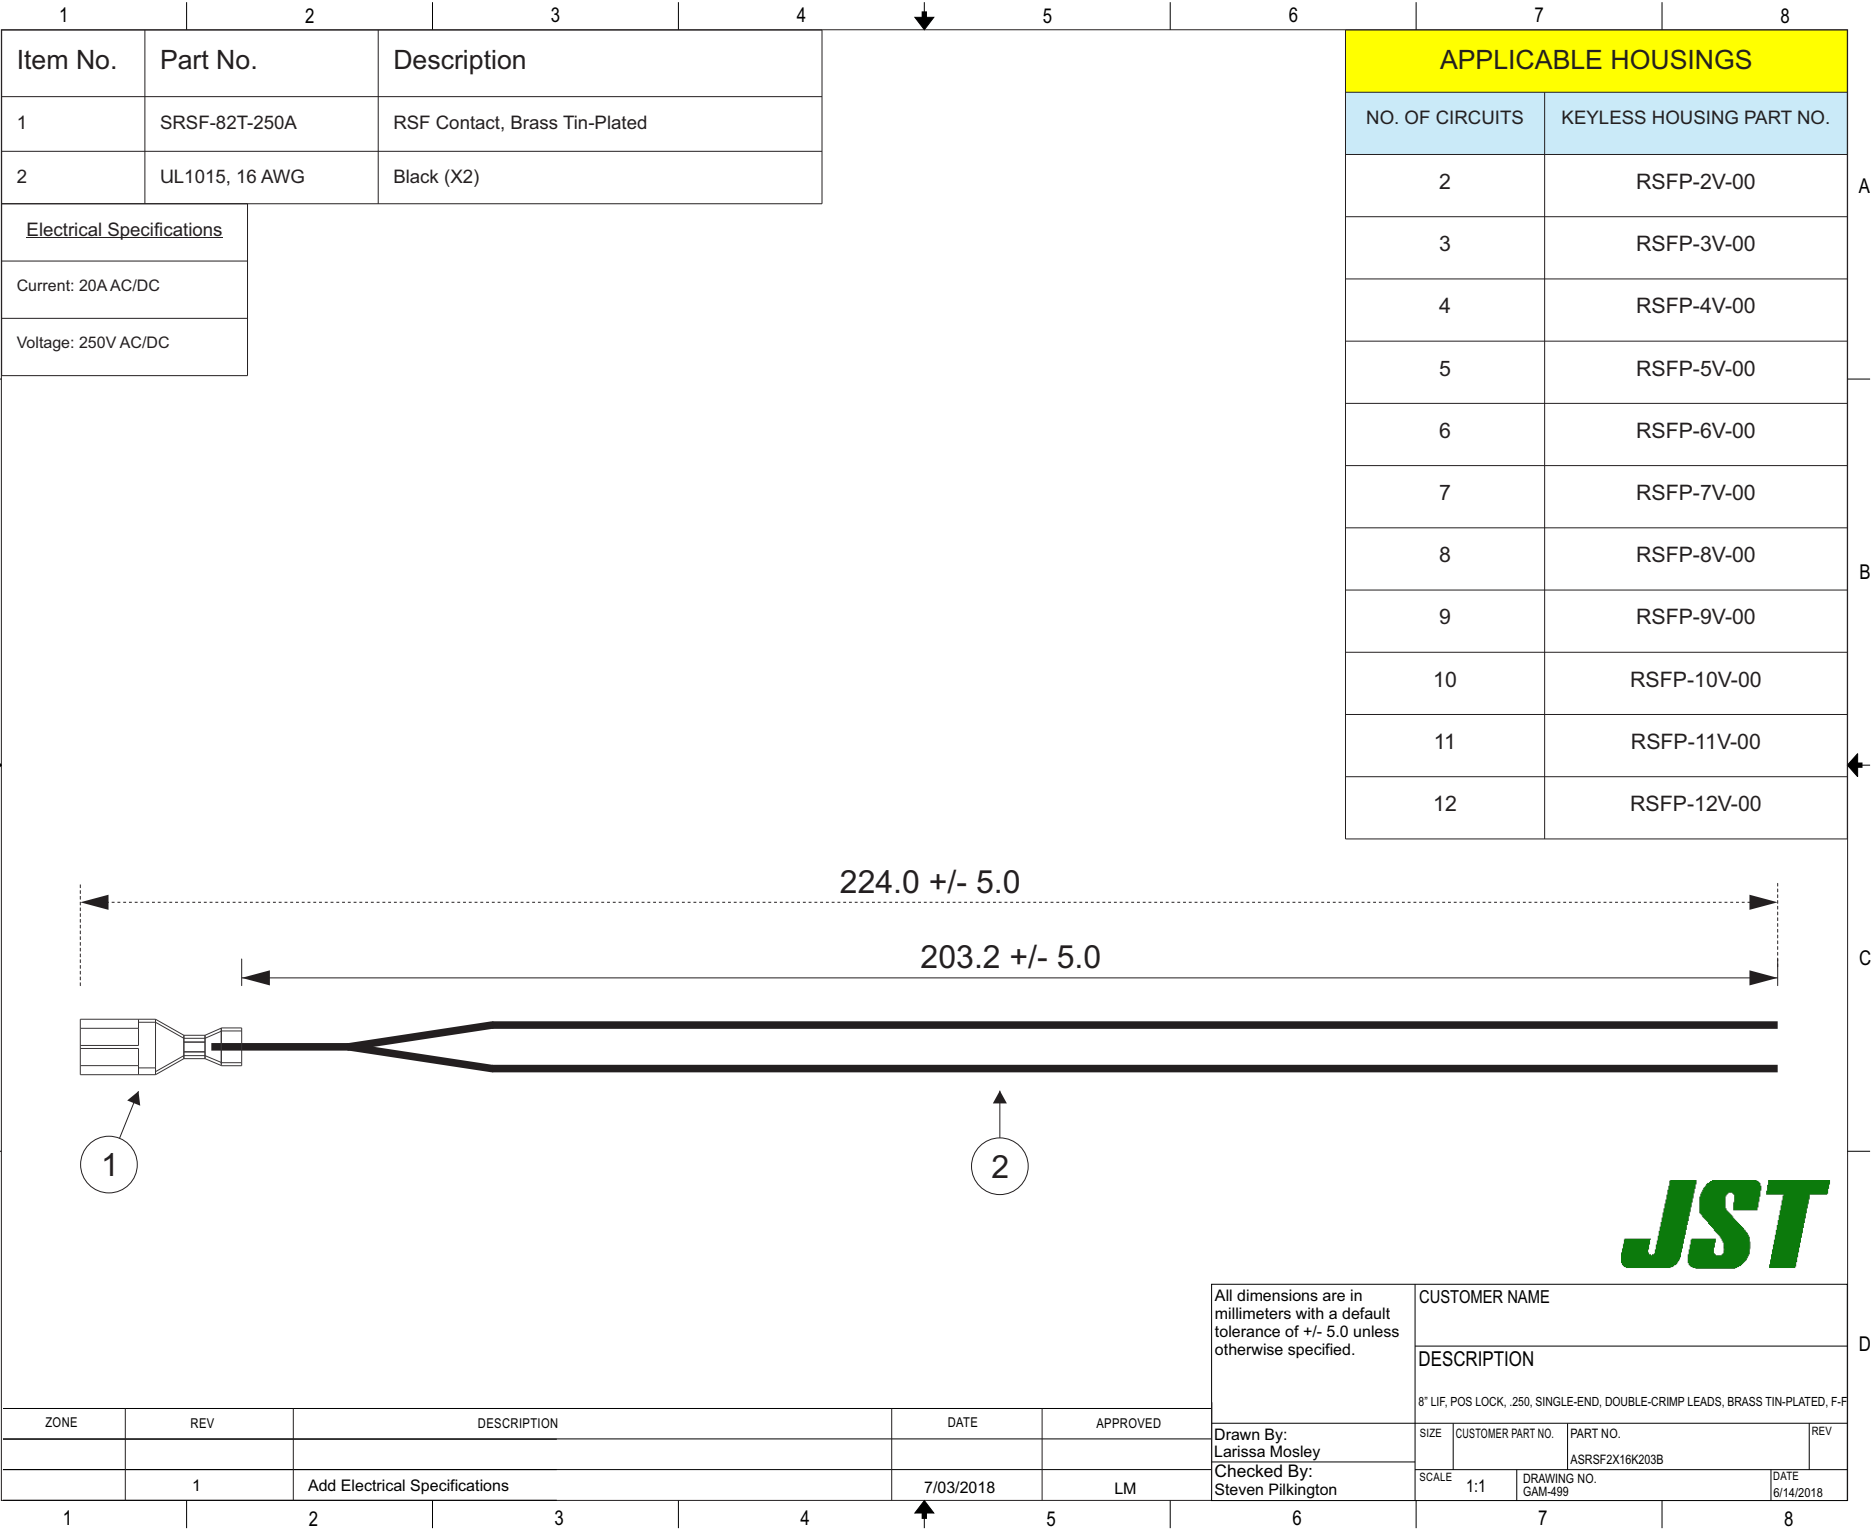 1 2 3 4 5 6 7 8
Item No. Part No. Description
1 SRSF-82T-250A RSF Contact, Brass Tin-Plated
2 UL1015, 16 AWG Black (X2)
Electrical Specifications
Current: 20A AC/DC
Voltage: 250V AC/DC
APPLICABLE HOUSINGS
NO. OF CIRCUITS KEYLESS HOUSING PART NO.
2 RSFP-2V-00
3 RSFP-3V-00
4 RSFP-4V-00
5 RSFP-5V-00
6 RSFP-6V-00
7 RSFP-7V-00
8 RSFP-8V-00
9 RSFP-9V-00
10 RSFP-10V-00
11 RSFP-11V-00
12 RSFP-12V-00
A
B
C
D
224.0 +/- 5.0
203.2 +/- 5.0
1
2
JST
All dimensions are in
millimeters with a default
tolerance of +/- 5.0 unless
otherwise specified.
CUSTOMER NAME
DESCRIPTION
8" LIF, POS LOCK, .250, SINGLE-END, DOUBLE-CRIMP LEADS, BRASS TIN-PLATED, F-F
Drawn By:
Larissa Mosley
Checked By:
Steven Pilkington
SIZE CUSTOMER PART NO. PART NO. REV
ASRSF2X16K203B
SCALE 1:1 DRAWING NO. DATE
GAM-499 6/14/2018
ZONE REV DESCRIPTION DATE APPROVED
1 Add Electrical Specifications 7/03/2018 LM
1 2 3 4 5 6 7 8